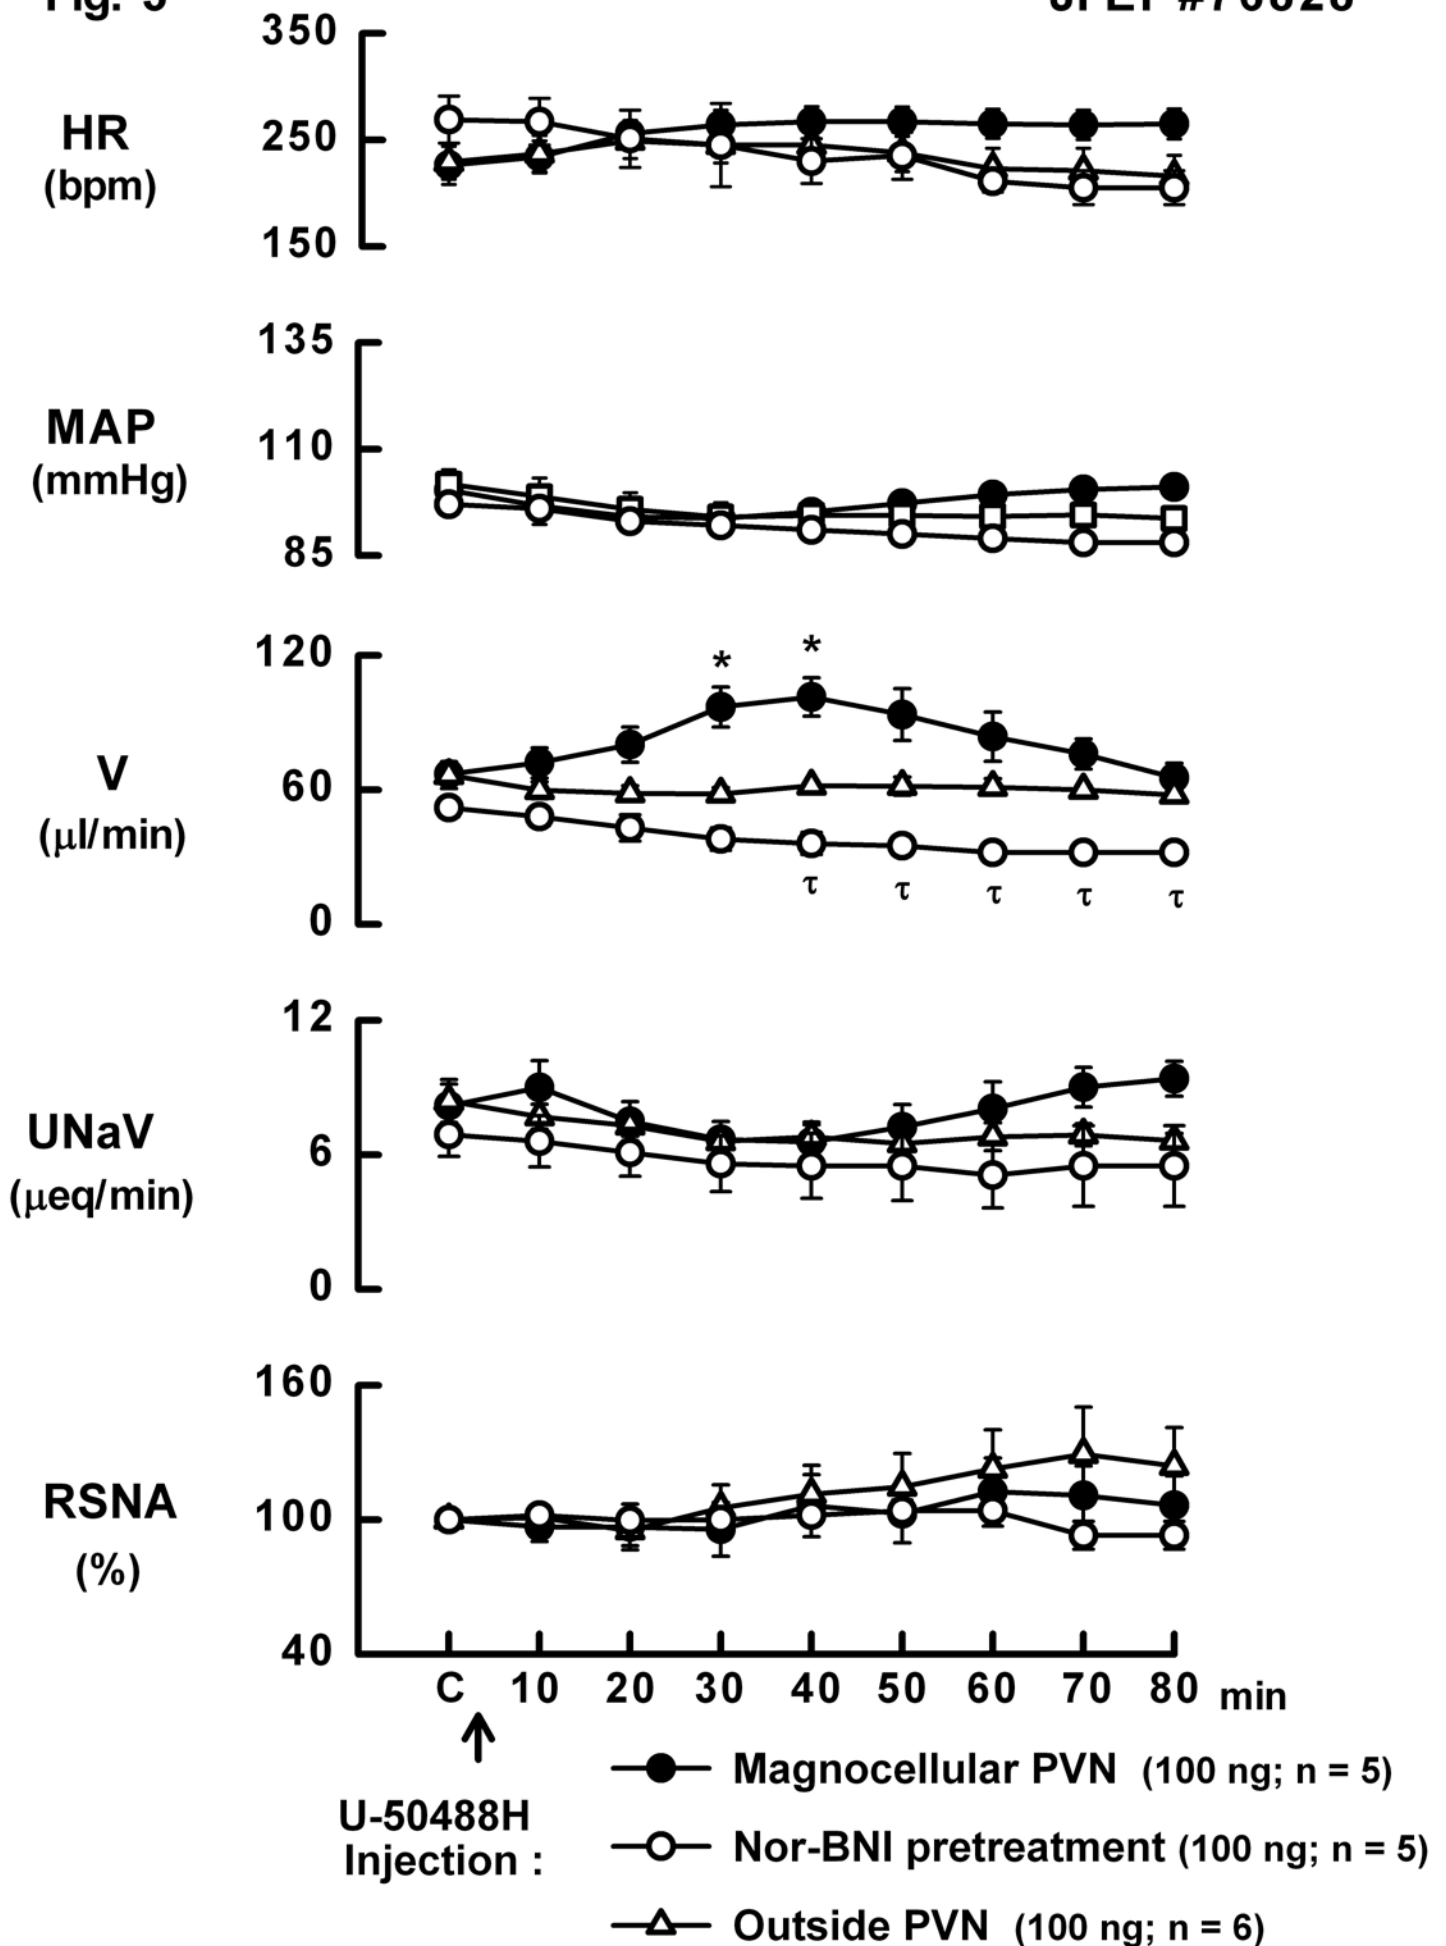 350
HR
250
(bpm)
150
135
MAP
110
(mmHg)
85
120
* *
V
60
(μl/min)
τ τ τ τ τ
0
12
UNaV
6
(μeq/min)
0
160
RSNA
100
(%)
40
C 10 20 30 40 50 60 70 80 min
U-50488H
Injection :
Magnocellular PVN (100 ng; n = 5)
Nor-BNI pretreatment (100 ng; n = 5)
Outside PVN (100 ng; n = 6)